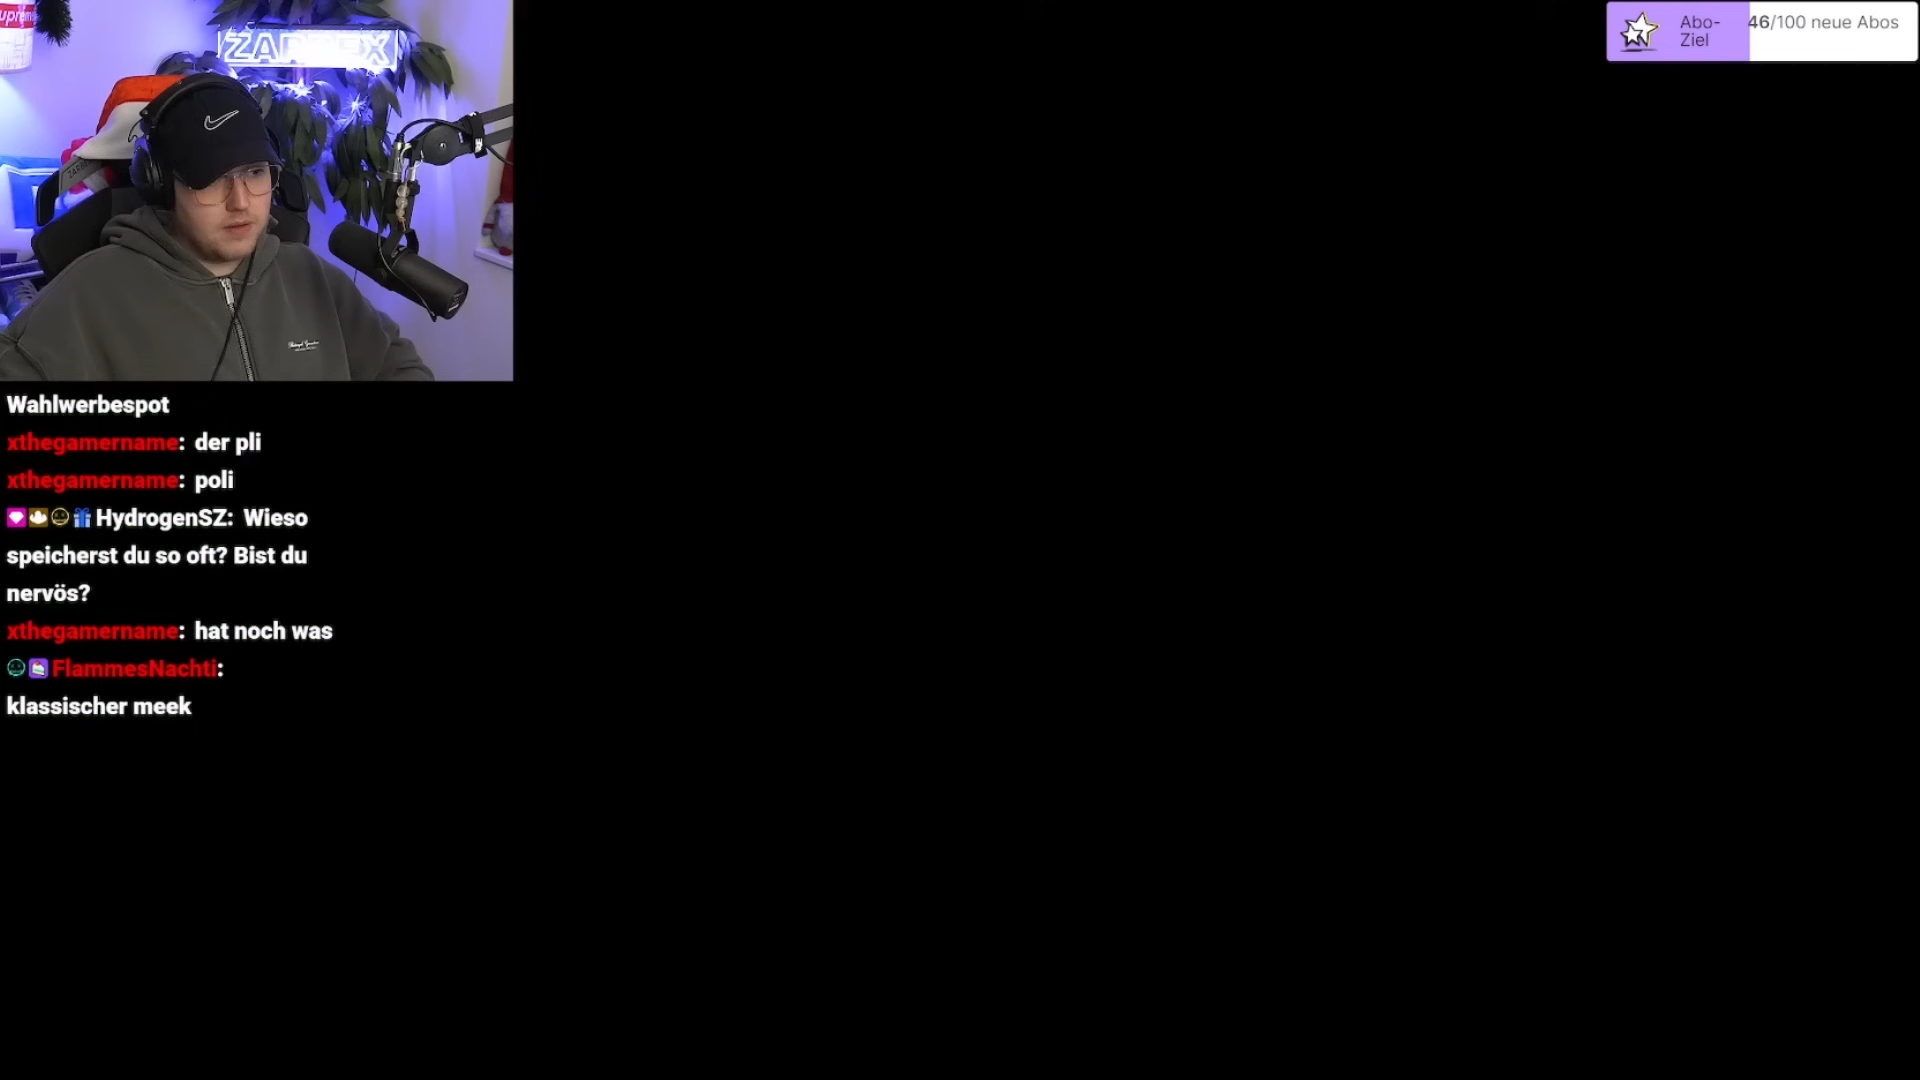 Abo-
Ziel
46/100 neue Abos
Wahlwerbespot
xthegamername: der pli
xthegamername: poli
HydrogenSZ: Wieso
speicherst du so oft? Bist du
nervös?
xthegamername: hat noch was
FlammesNachti:
klassischer meek